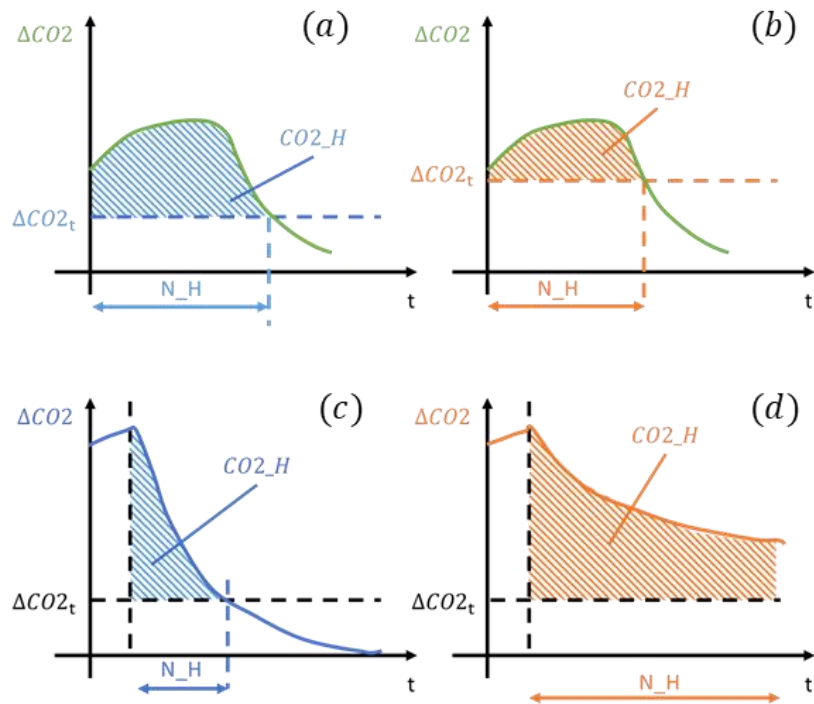 ΔCO2
(a)
CO2_H
ΔCO2t
N_H
t
ΔCO2
(b)
CO2_H
ΔCO2t
N_H
t
ΔCO2
(c)
CO2_H
ΔCO2t
N_H
t
ΔCO2
(d)
CO2_H
ΔCO2t
N_H
t